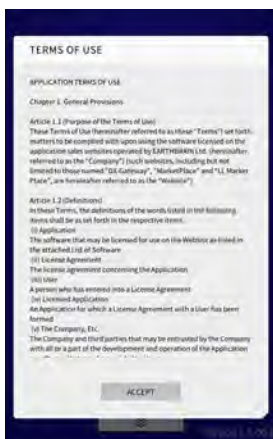 TERMS OF USE
APPLICATION TERMS OF USE
Chapter 1. General Provisions
Article 1.1 (Purpose of the Terms of Use)
These Terms of Use (hereinafter referred to as these "Terms") set forth
matters to be complied with upon using the software licensed on the
application sales websites operated by EARTHBRAIN Ltd. (hereinafter
referred to as the "Company") (such websites, including but not
limited to those named "DX-Gateway", "MarketPlace" and "LL Marker
Place", are hereinafter referred to as the "Website")
Article 1.2 (Definitions)
In these Terms, the definitions of the words listed in the following
items shall be as set forth in the respective items.
(i) Application
The software that may be licensed for use on the Website as listed in
the attached List of Software
(ii) License Agreement
The license agreement concerning the Application
(iii) User
A person who has entered into a License Agreement
(iv) Licensed Application
An Application for which a License Agreement with a User has been
formed
(v) The Company, Etc.
The Company and third parties that may be entrusted by the Company
with all or a part of the development and operation of the Application
ACCEPT